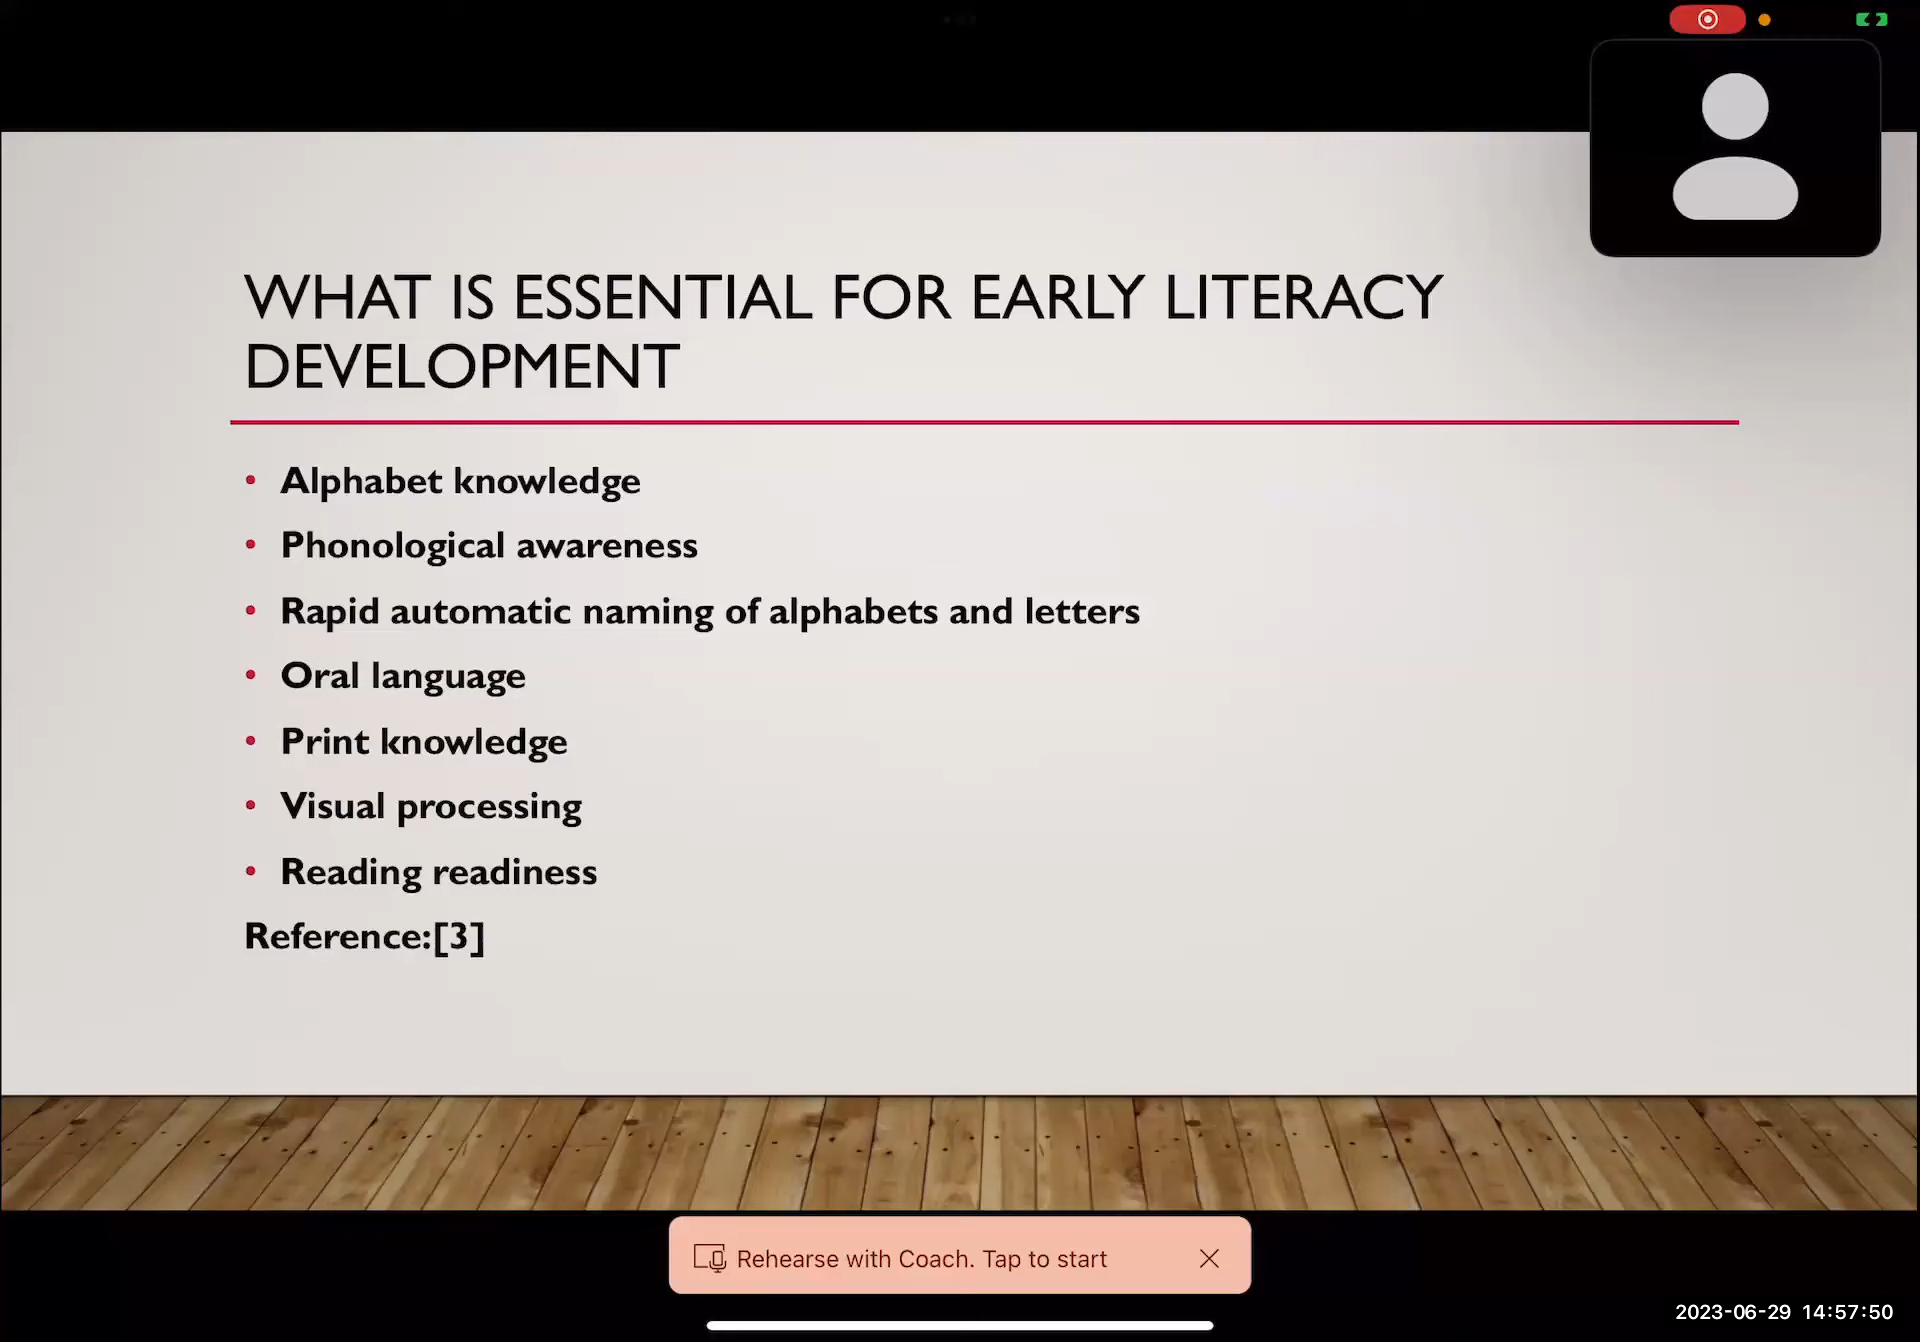 WHAT IS ESSENTIAL FOR EARLY LITERACY
DEVELOPMENT
• Alphabet knowledge
• Phonological awareness
• Rapid automatic naming of alphabets and letters
• Oral language
• Print knowledge
• Visual processing
• Reading readiness
Reference:[3]
Rehearse with Coach. Tap to start
2023-06-29 14:57:50